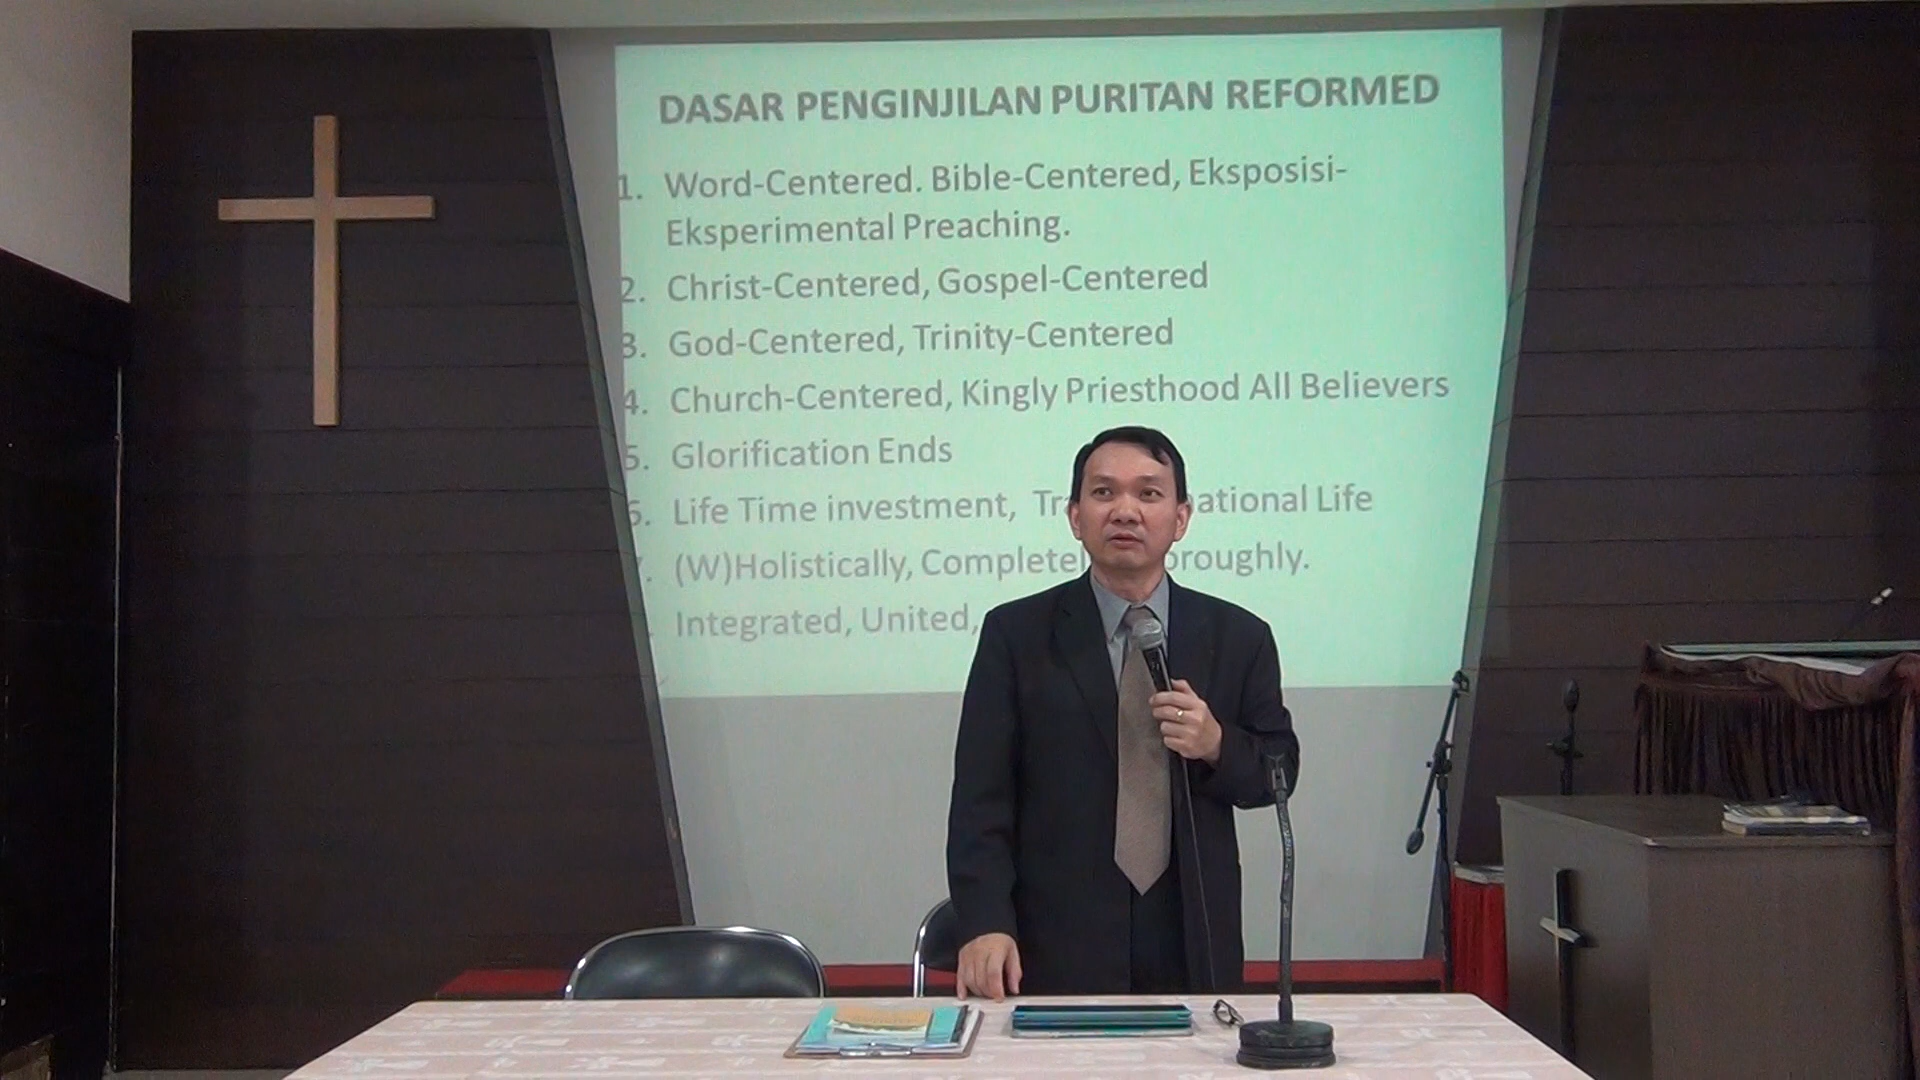 DASAR PENGINJILAN PURITAN REFORMED
1. Word-Centered. Bible-Centered, Eksposisi-
Eksperimental Preaching.
2. Christ-Centered, Gospel-Centered
3. God-Centered, Trinity-Centered
4. Church-Centered, Kingly Priesthood All Believers
5. Glorification Ends
6. Life Time investment, Life
(W)Holistically,
Integrated, United,